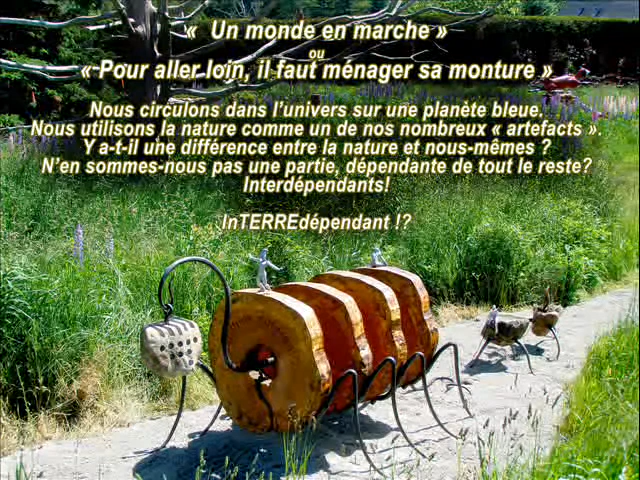 « Un monde en marche »
ou
« Pour aller loin, il faut ménager sa monture »
Nous circulons dans l'univers sur une planète bleue.
Nous utilisons la nature comme un de nos nombreux « artefacts ».
Y a-t-il une différence entre la nature et nous-mêmes ?
N'en sommes-nous pas une partie, dépendante de tout le reste?
Interdépendants!
InTERREdépendant !?